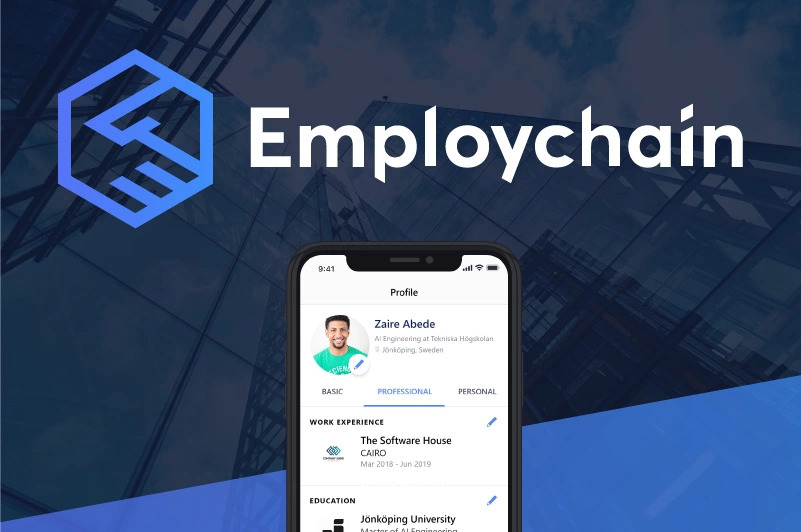 Employchain
9:41
Profile
Zaire Abede
AI Engineering at Tekniska Högskolan
Jönköping, Sweden
BASIC PROFESSIONAL PERSONAL
WORK EXPERIENCE
The Software House
CAIRO
Mar 2018 - Jun 2019
EDUCATION
Jönköping University
Master of AI Engineering